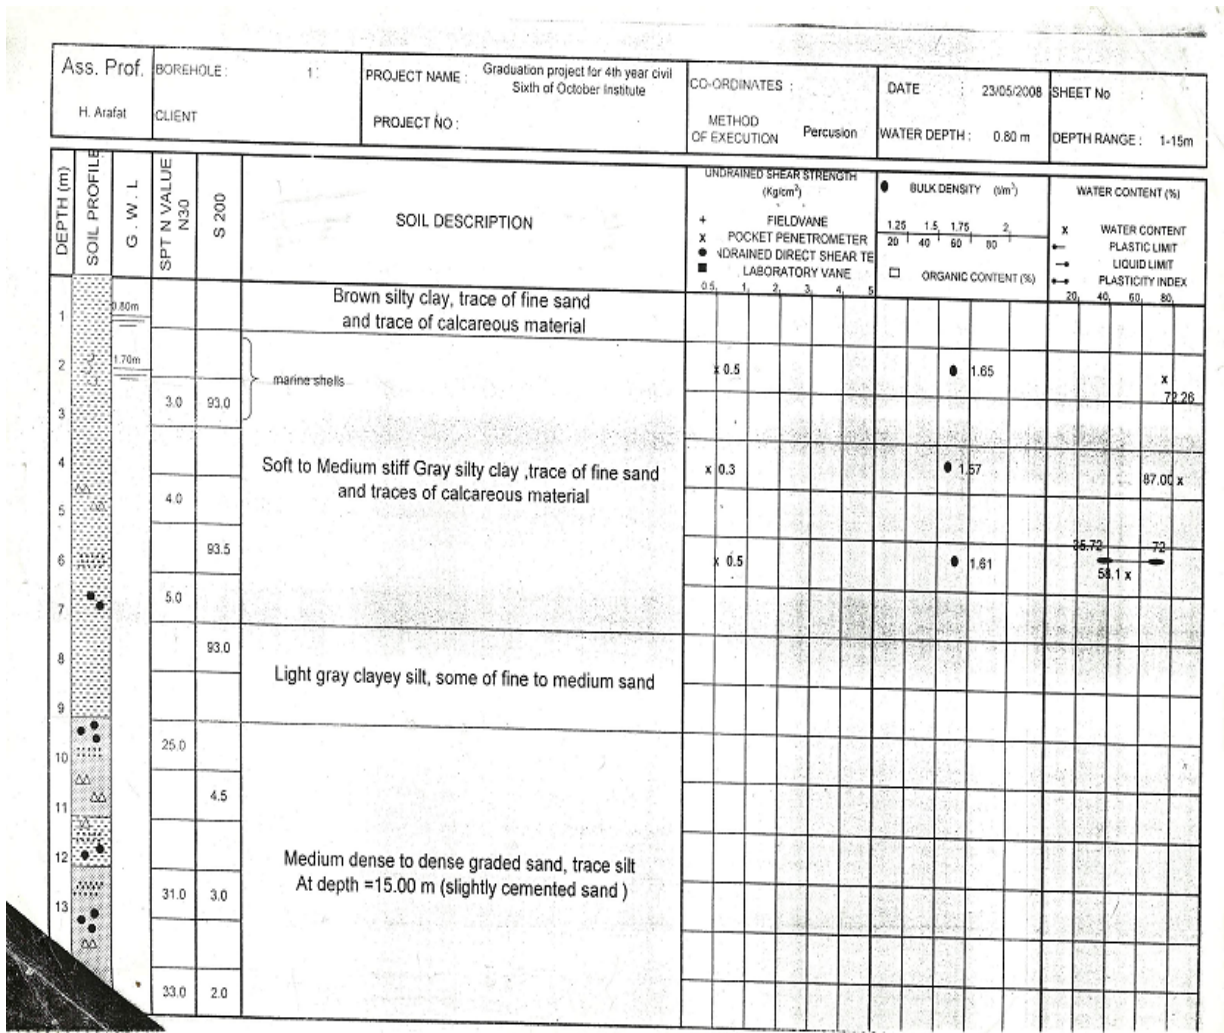 Ass. Prof.
H. Arafat
BOREHOLE : 1
CLIENT
PROJECT NAME : Graduation project for 4th year civil
Sixth of October Institute
PROJECT NO :
CO-ORDINATES :
METHOD
OF EXECUTION Percusion
DATE : 23/05/2008
WATER DEPTH : 0.80 m
SHEET No :
DEPTH RANGE : 1-15m
DEPTH (m)
SOIL PROFILE
G . W . L
SPT N VALUE
N30
S 200
SOIL DESCRIPTION
UNDRAINED SHEAR STRENGTH
(Kg/cm²)
+ FIELDVANE
x POCKET PENETROMETER
● NDRAINED DIRECT SHEAR TE
■ LABORATORY VANE
0.5 1 2 3 4 5
● BULK DENSITY (t/m³)
1.25 1.5 1.75 2
20 40 60 80
□ ORGANIC CONTENT (%)
WATER CONTENT (%)
x WATER CONTENT
PLASTIC LIMIT
LIQUID LIMIT
PLASTICITY INDEX
20 40 60 80
Brown silty clay, trace of fine sand
and trace of calcareous material
1
0.80m
2
1.70m
marine shells
x 0.5
1.65
x
72.26
3.0 93.0
3
4
Soft to Medium stiff Gray silty clay ,trace of fine sand
and traces of calcareous material
x 0.3
1.57
87.00 x
4.0
5
93.5
6
x 0.5
1.61
35.72 72
58.1 x
5.0
7
93.0
8
Light gray clayey silt, some of fine to medium sand
9
25.0
10
4.5
11
12
Medium dense to dense graded sand, trace silt
At depth =15.00 m (slightly cemented sand )
31.0 3.0
13
33.0 2.0